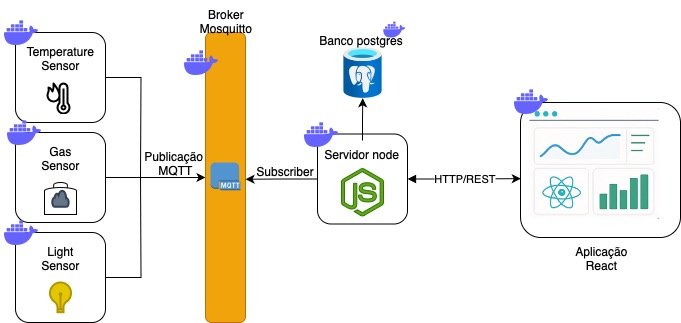 Broker
Mosquitto
Temperature
Sensor
Gas
Sensor
Light
Sensor
Publicação
MQTT
MQTT
Subscriber
Banco postgres
Servidor node
JS
HTTP/REST
Aplicação
React